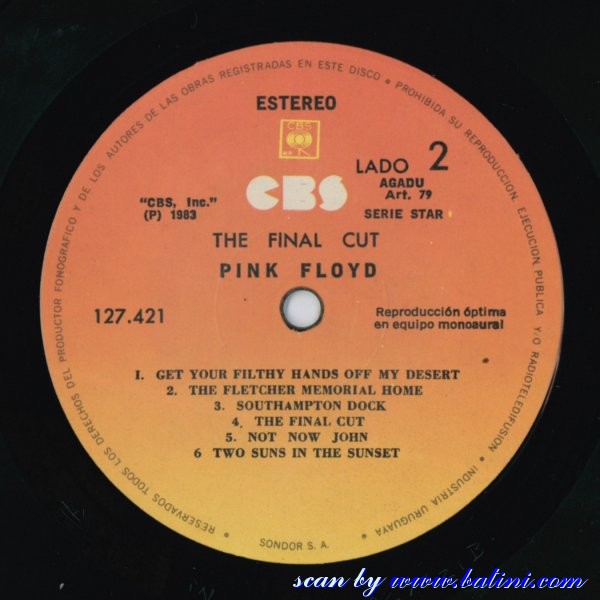 RESERVADOS TODOS LOS DERECHOS DEL PRODUCTOR FONOGRAFICO Y DE LOS AUTORES DE LAS OBRAS REGISTRADAS EN ESTE DISCO • PROHIBIDA SU REPRODUCCION, EJECUCION PUBLICA Y/O RADIOTELEDIFUSION • INDUSTRIA URUGUAYA
ESTEREO
CBS
CBS
LADO 2
AGADU
Art. 79
SERIE STAR
"CBS, Inc."
(P) 1983
THE FINAL CUT
PINK FLOYD
127.421
Reproducción óptima
en equipo monoaural
1. GET YOUR FILTHY HANDS OFF MY DESERT
2. THE FLETCHER MEMORIAL HOME
3. SOUTHAMPTON DOCK
4. THE FINAL CUT
5. NOT NOW JOHN
6 TWO SUNS IN THE SUNSET
SONDOR S. A.
scan by www.batini.com